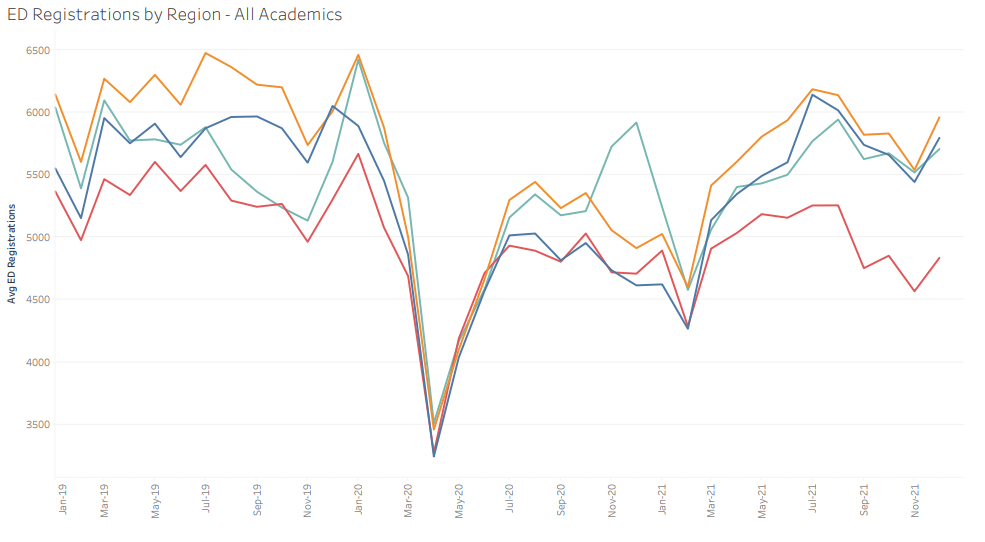 ED Registrations by Region - All Academics
Avg ED Registrations
6500
6000
5500
5000
4500
4000
3500
Jan-19
Mar-19
May-19
Jul-19
Sep-19
Nov-19
Jan-20
Mar-20
May-20
Jul-20
Sep-20
Nov-20
Jan-21
Mar-21
May-21
Jul-21
Sep-21
Nov-21